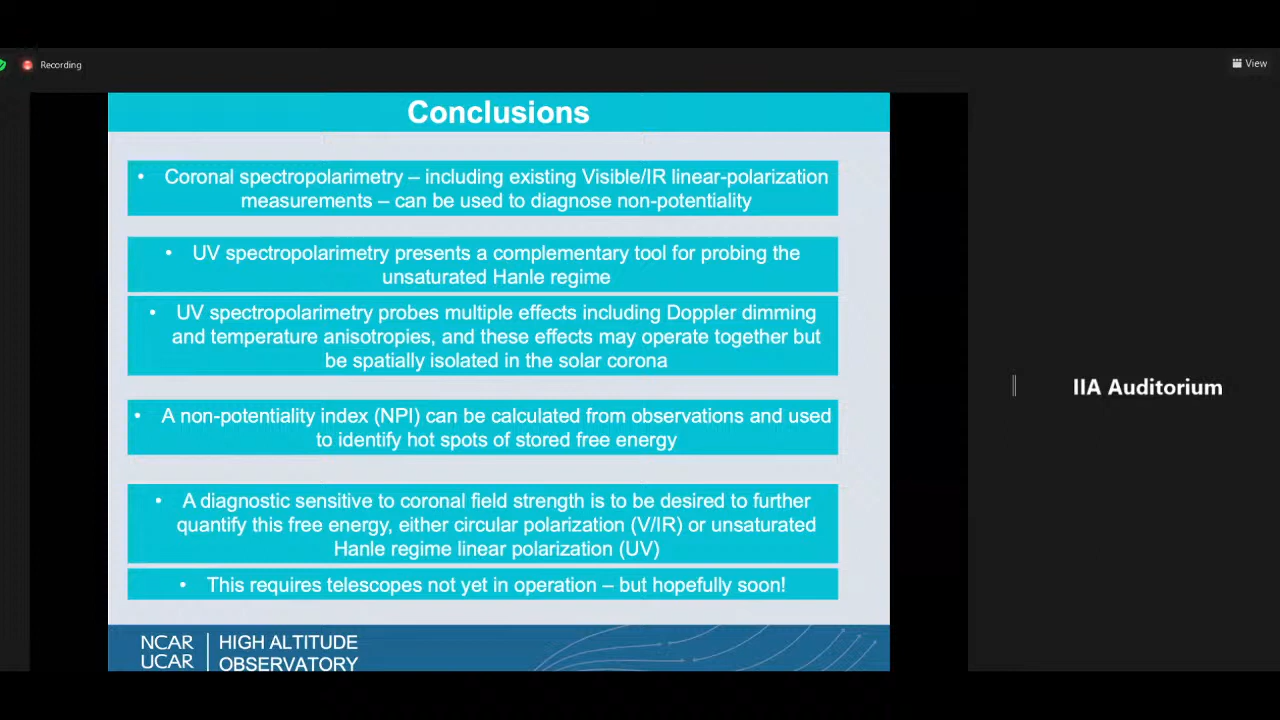 Recording
View
Conclusions
• Coronal spectropolarimetry – including existing Visible/IR linear-polarization
measurements – can be used to diagnose non-potentiality
• UV spectropolarimetry presents a complementary tool for probing the
unsaturated Hanle regime
• UV spectropolarimetry probes multiple effects including Doppler dimming
and temperature anisotropies, and these effects may operate together but
be spatially isolated in the solar corona
• A non-potentiality index (NPI) can be calculated from observations and used
to identify hot spots of stored free energy
• A diagnostic sensitive to coronal field strength is to be desired to further
quantify this free energy, either circular polarization (V/IR) or unsaturated
Hanle regime linear polarization (UV)
• This requires telescopes not yet in operation – but hopefully soon!
NCAR
UCAR
HIGH ALTITUDE
OBSERVATORY
IIA Auditorium